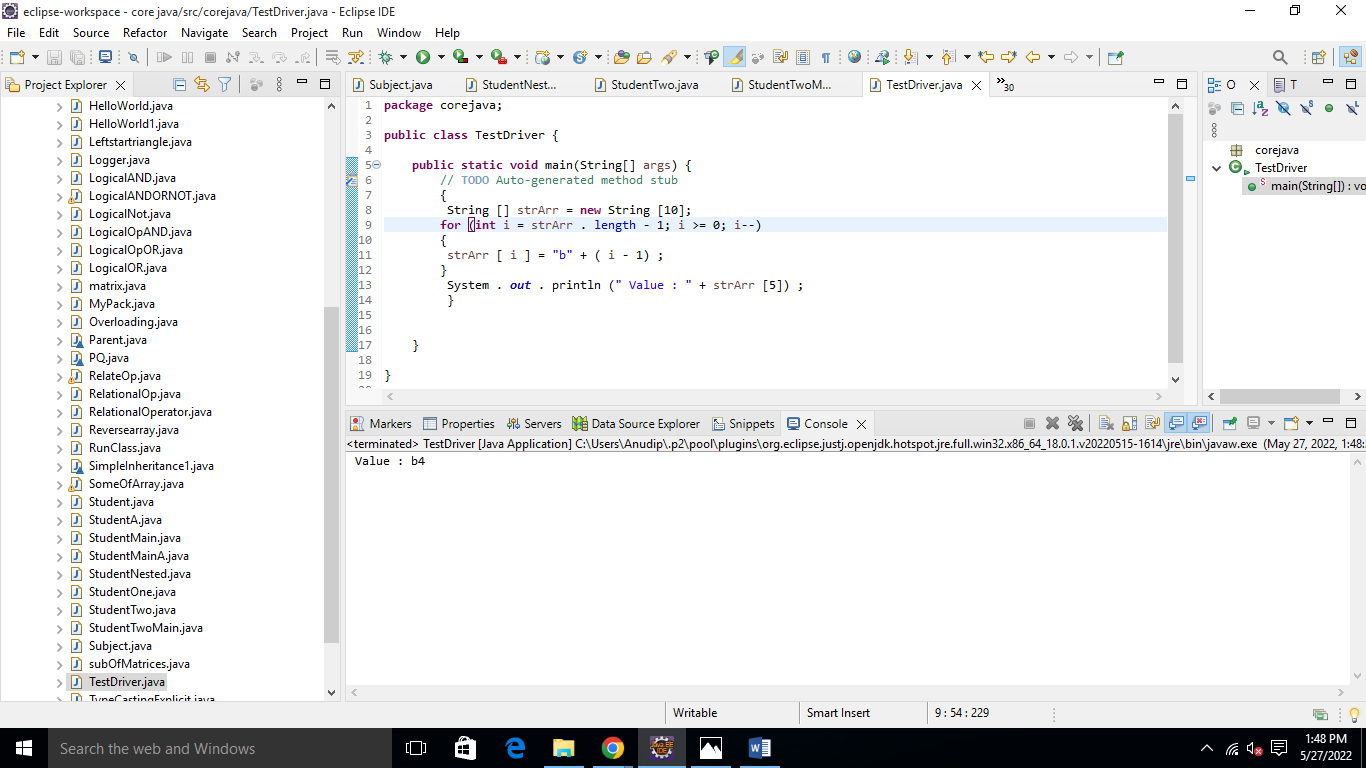 eclipse-workspace - core java/src/corejava/TestDriver.java - Eclipse IDE
File Edit Source Refactor Navigate Search Project Run Window Help
Project Explorer
HelloWorld.java
HelloWorld1.java
Leftstartriangle.java
Logger.java
LogicalAND.java
LogicalANDORNOT.java
LogicalNot.java
LogicalOpAND.java
LogicalOpOR.java
LogicalOR.java
matrix.java
MyPack.java
Overloading.java
Parent.java
PQ.java
RelateOp.java
RelationalOp.java
RelationalOperator.java
Reversearray.java
RunClass.java
SimpleInheritance1.java
SomeOfArray.java
Student.java
StudentA.java
StudentMain.java
StudentMainA.java
StudentNested.java
StudentOne.java
StudentTwo.java
StudentTwoMain.java
Subject.java
subOfMatrices.java
TestDriver.java
TypeCastingExplicit.java
Subject.java StudentNest... StudentTwo.java StudentTwoM... TestDriver.java »30
1 package corejava;
2
3 public class TestDriver {
4
5 public static void main(String[] args) {
6 // TODO Auto-generated method stub
7 {
8 String [] strArr = new String [10];
9 for (int i = strArr . length - 1; i >= 0; i--)
10 {
11 strArr [ i ] = "b" + ( i - 1) ;
12 }
13 System . out . println (" Value : " + strArr [5]) ;
14 }
15
16
17 }
18
19 }
O T
corejava
TestDriver
main(String[]) : vo
Markers Properties Servers Data Source Explorer Snippets Console
<terminated> TestDriver [Java Application] C:\Users\Anudip\.p2\pool\plugins\org.eclipse.justj.openjdk.hotspot.jre.full.win32.x86_64_18.0.1.v20220515-1614\jre\bin\javaw.exe (May 27, 2022, 1:48:
Value : b4
Writable Smart Insert 9 : 54 : 229
Search the web and Windows
1:48 PM
5/27/2022